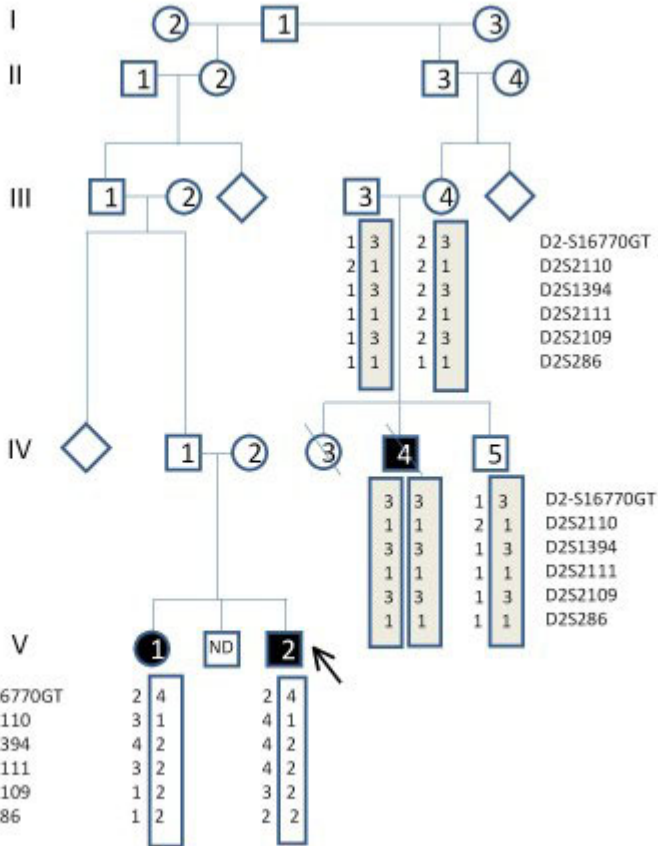 I 2 1 3
II 1 2 3 4
III 1 2 3 4
1 3 2 3 D2-S16770GT
2 1 2 1 D2S2110
1 3 2 3 D2S1394
1 1 2 1 D2S2111
1 3 2 3 D2S2109
1 1 1 1 D2S286
IV 1 2 3 4 5
3 3 1 3 D2-S16770GT
1 1 2 1 D2S2110
3 3 1 3 D2S1394
1 1 1 1 D2S2111
3 3 1 3 D2S2109
1 1 1 1 D2S286
V 1 ND 2
6770GT 2 4 2 4
110 3 1 4 1
394 4 2 4 2
111 3 2 4 2
109 1 2 3 2
86 1 2 2 2